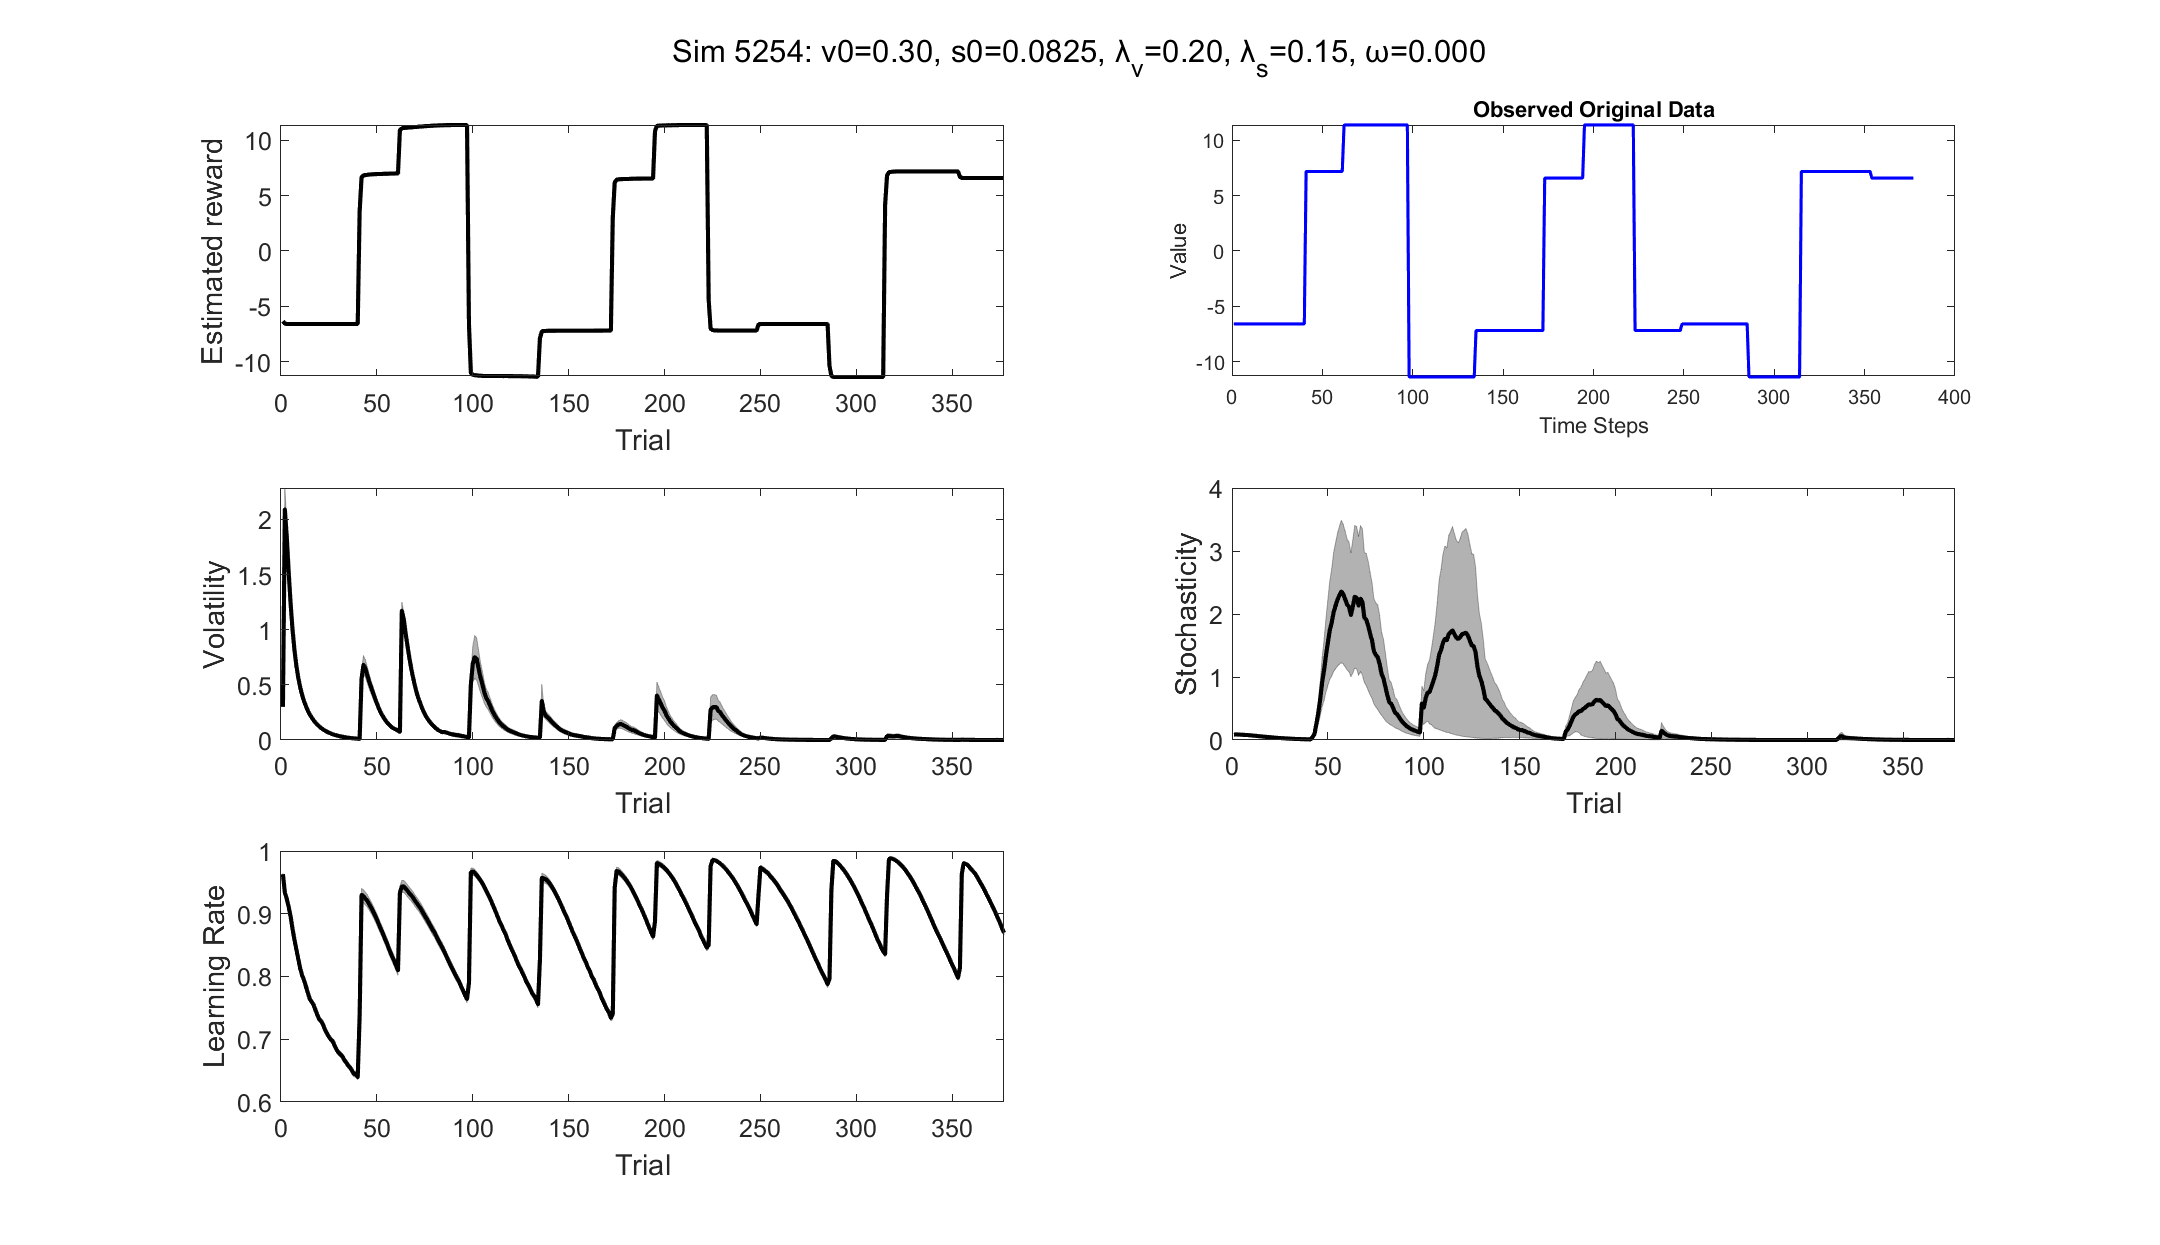 Sim 5254: v0=0.30, s0=0.0825, λ_v=0.20, λ_s=0.15, ω=0.000
Estimated reward
10
5
0
-5
-10
0 50 100 150 200 250 300 350
Trial
Observed Original Data
Value
10
5
0
-5
-10
0 50 100 150 200 250 300 350 400
Time Steps
Volatility
2
1.5
1
0.5
0
0 50 100 150 200 250 300 350
Trial
Stochasticity
4
3
2
1
0
0 50 100 150 200 250 300 350
Trial
Learning Rate
1
0.9
0.8
0.7
0.6
0 50 100 150 200 250 300 350
Trial